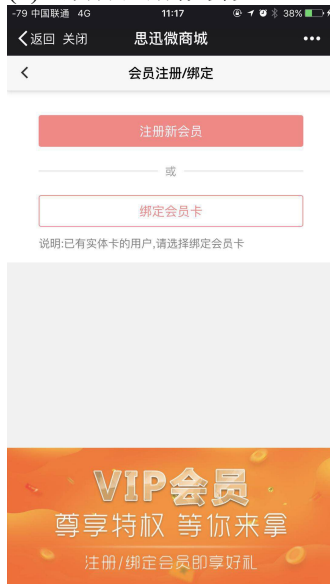 -79 中国联通 4G 11:17 38%
返回 关闭 思迅微商城
会员注册/绑定
注册新会员
或
绑定会员卡
说明:已有实体卡的用户,请选择绑定会员卡
VIP会员
尊享特权 等你来拿
注册/绑定会员即享好礼